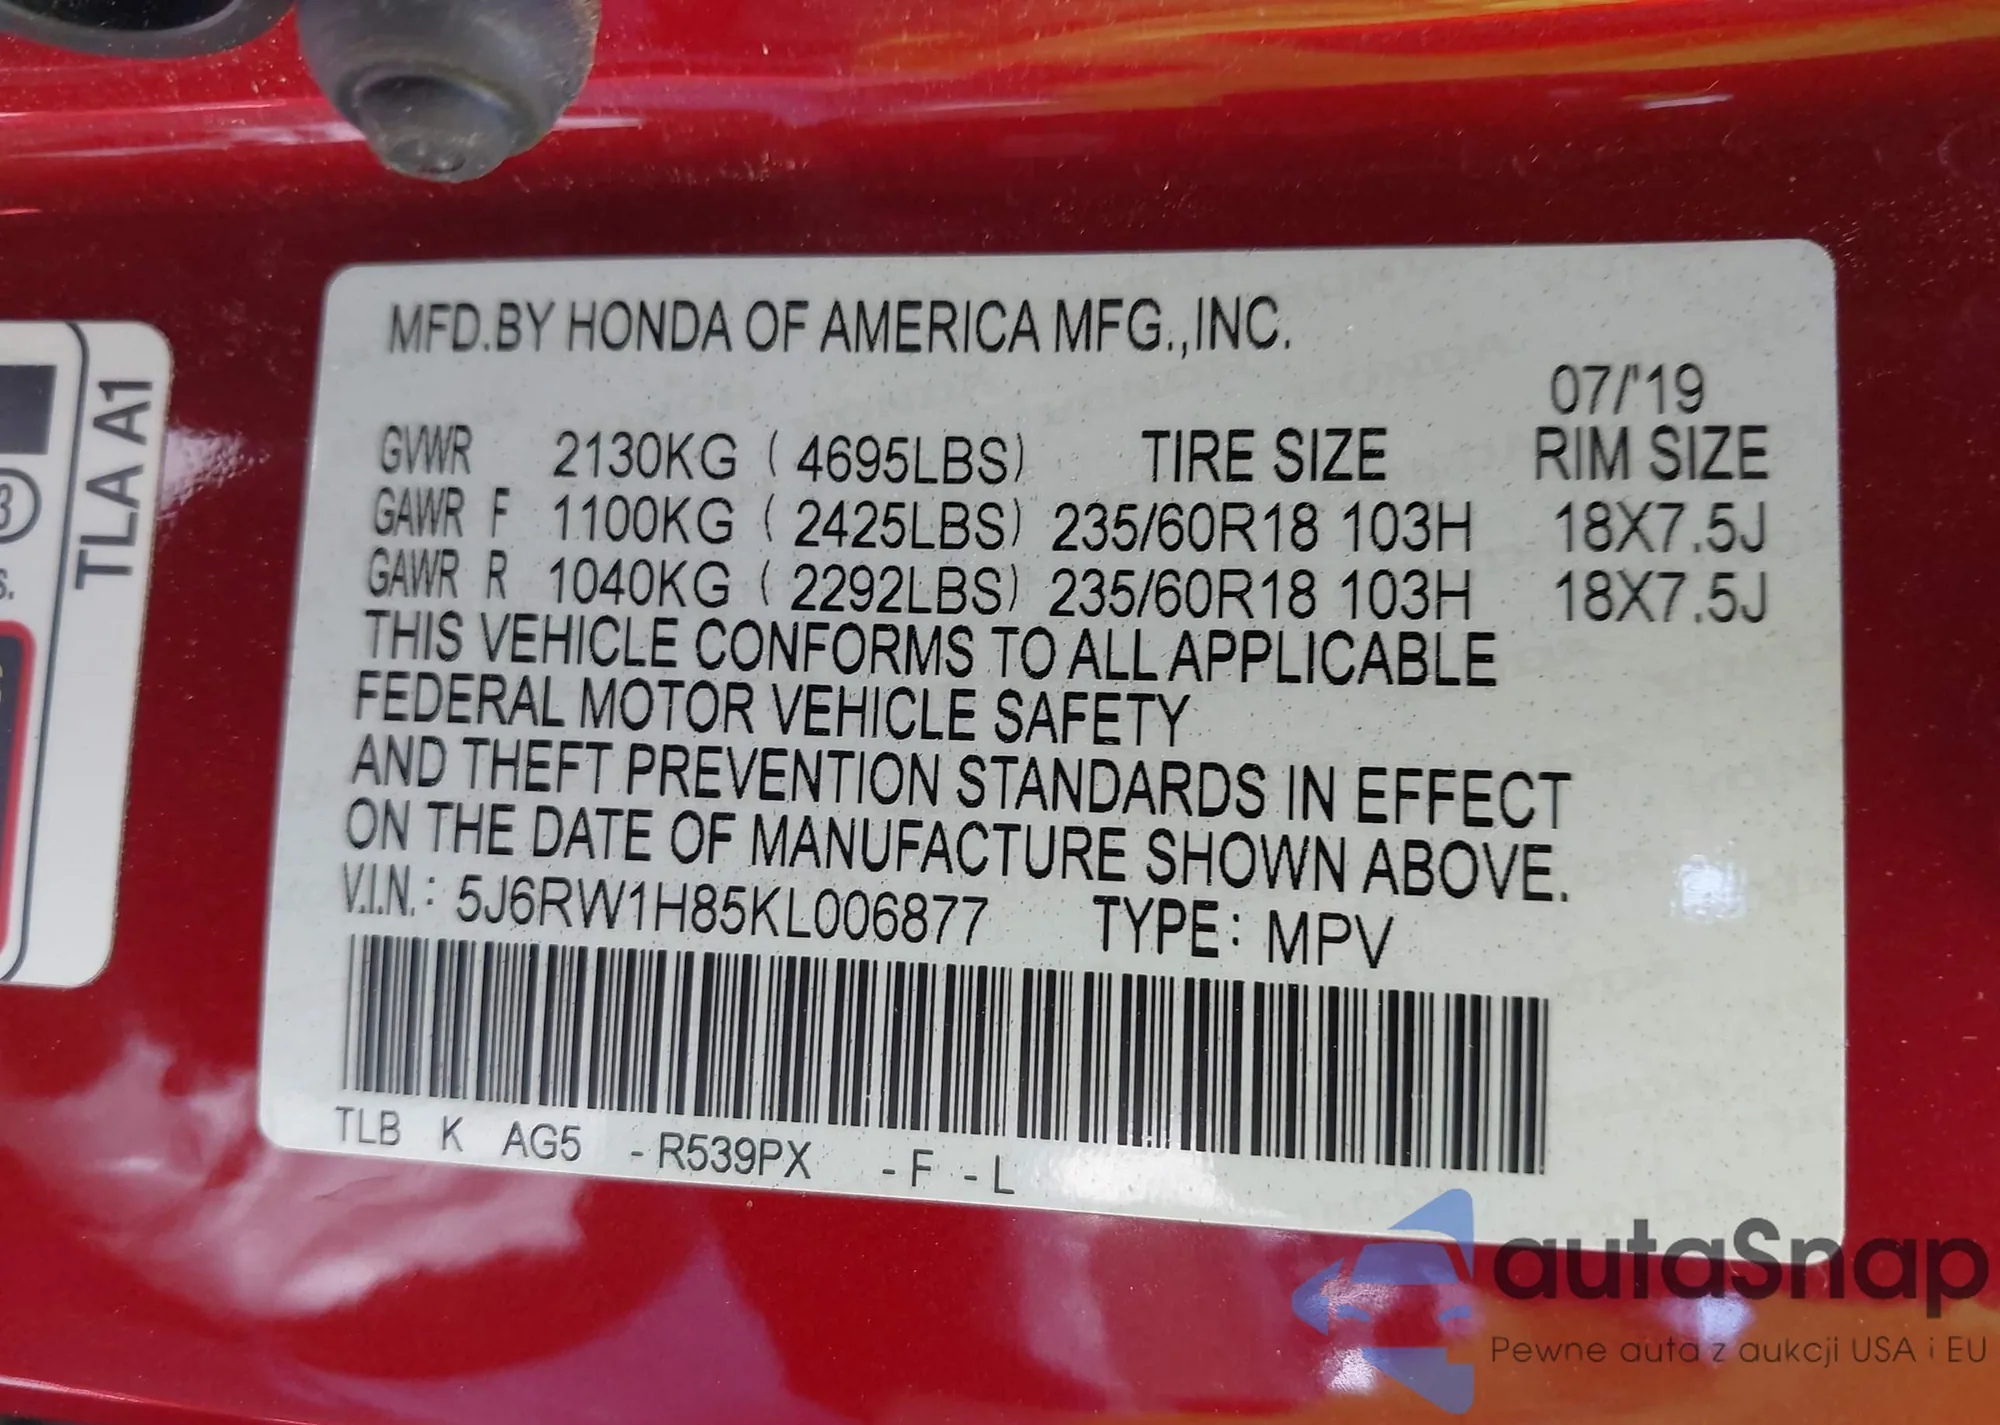 MFD.BY HONDA OF AMERICA MFG.,INC.
07/'19
GVWR 2130KG ( 4695LBS) TIRE SIZE RIM SIZE
GAWR F 1100KG ( 2425LBS) 235/60R18 103H 18X7.5J
GAWR R 1040KG ( 2292LBS) 235/60R18 103H 18X7.5J
THIS VEHICLE CONFORMS TO ALL APPLICABLE
FEDERAL MOTOR VEHICLE SAFETY
AND THEFT PREVENTION STANDARDS IN EFFECT
ON THE DATE OF MANUFACTURE SHOWN ABOVE.
V.I.N.: 5J6RW1H85KL006877 TYPE: MPV
TLB K AG5 -R539PX -F -L
TLA A1
autaSnap
Pewne auta z aukcji USA i EU